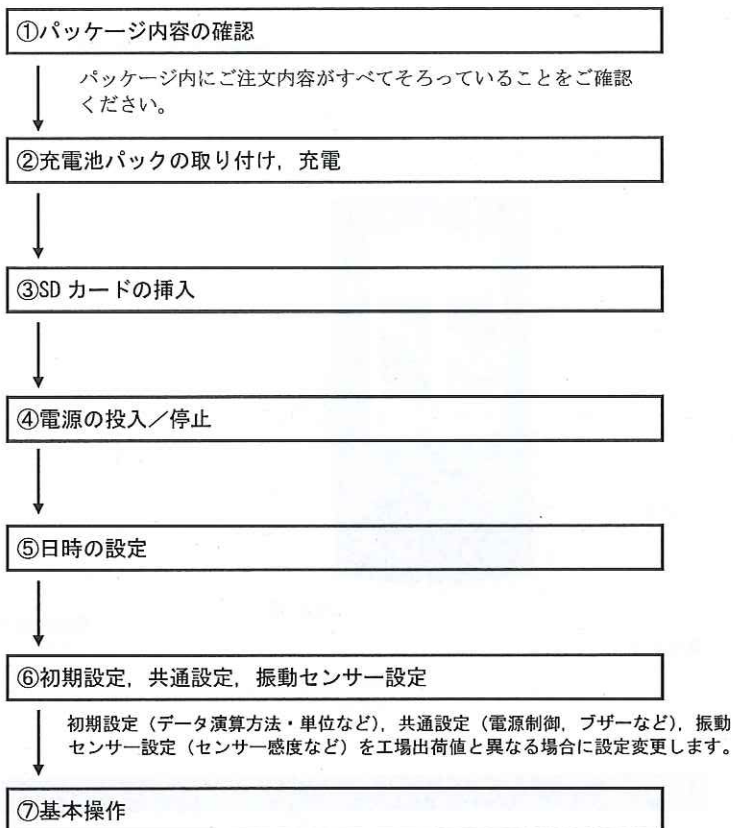 ①パッケージ内容の確認
パッケージ内にご注文内容がすべてそろっていることをご確認
ください。
②充電池パックの取り付け，充電
③SD カードの挿入
④電源の投入／停止
⑤日時の設定
⑥初期設定，共通設定，振動センサー設定
初期設定（データ演算方法・単位など），共通設定（電源制御，ブザーなど），振動
センサー設定（センサー感度など）を工場出荷値と異なる場合に設定変更します。
⑦基本操作